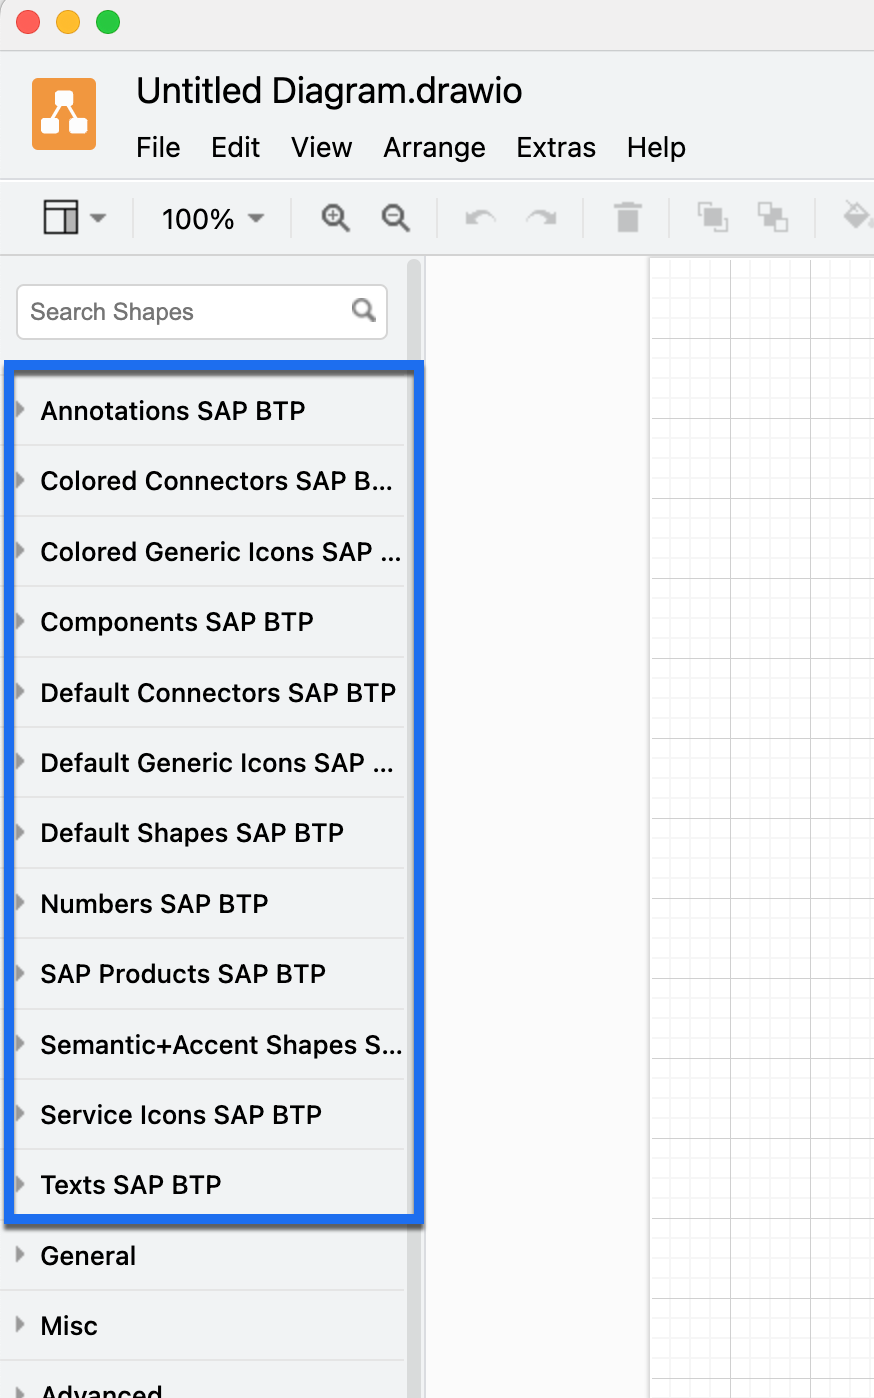 Untitled Diagram.drawio
File Edit View Arrange Extras Help
100%
Search Shapes
Annotations SAP BTP
Colored Connectors SAP B...
Colored Generic Icons SAP ...
Components SAP BTP
Default Connectors SAP BTP
Default Generic Icons SAP ...
Default Shapes SAP BTP
Numbers SAP BTP
SAP Products SAP BTP
Semantic+Accent Shapes S...
Service Icons SAP BTP
Texts SAP BTP
General
Misc
Advanced